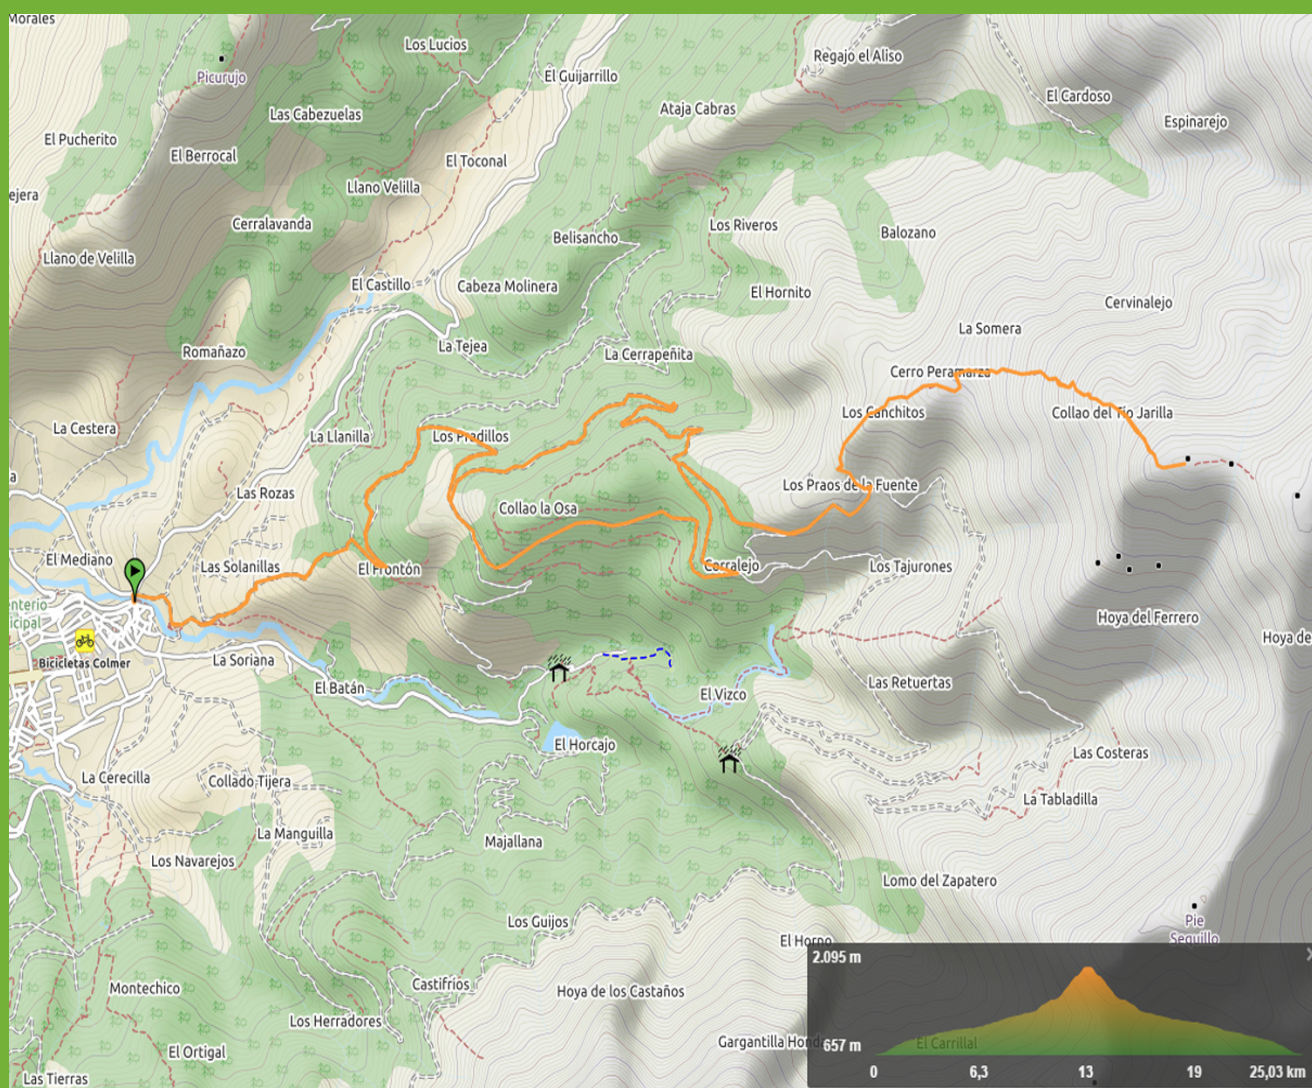 Morales
Los Lucios
Regajo el Aliso
Picurujo
El Guijarrillo
El Cardoso
Ataja Cabras
Las Cabezuelas
Espinarejo
El Pucherito
El Berrocal
El Toconal
Llano Velilla
ejera
Cerralavanda
Los Riveros
Belisancho
Balozano
Llano de Velilla
El Castillo
Cabeza Molinera
El Hornito
Cervinalejo
La Somera
Romañazo
La Tejea
La Cerrapeñita
Cerro Peramarza
Los Canchitos
Collao del Tío Jarilla
La Cestera
La Llanilla
Los Pradillos
a
Los Praos de la Fuente
Las Rozas
Collao la Osa
El Mediano
Las Solanillas
El Frontón
Corralejo
Las Tajurones
enterio
icipal
Hoya del Ferrero
Hoya de
Bicicletas Colmer
La Soriana
El Batán
El Vizco
Las Retuertas
El Horcajo
Las Costeras
La Cerecilla
Collado Tijera
La Tabladilla
La Manguilla
Majallana
Los Navarejos
Lomo del Zapatero
Los Guijos
Pie
Seguillo
El Horno
Castifríos
Montechico
Hoya de los Castaños
Los Herradores
Gargantilla Hond
El Carrillal
El Ortigal
Las Tierras
2.095 m
657 m
0 6,3 13 19 25,03 km